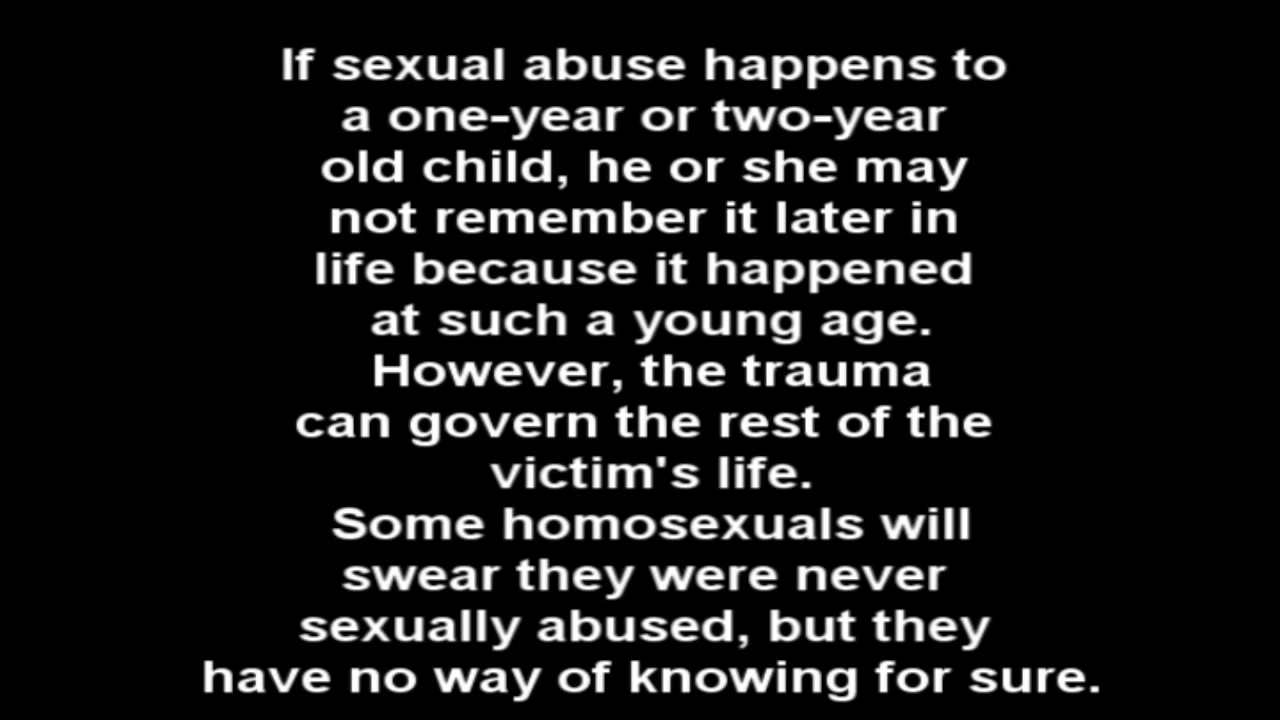 If sexual abuse happens to
a one-year or two-year
old child, he or she may
not remember it later in
life because it happened
at such a young age.
However, the trauma
can govern the rest of the
victim's life.
Some homosexuals will
swear they were never
sexually abused, but they
have no way of knowing for sure.